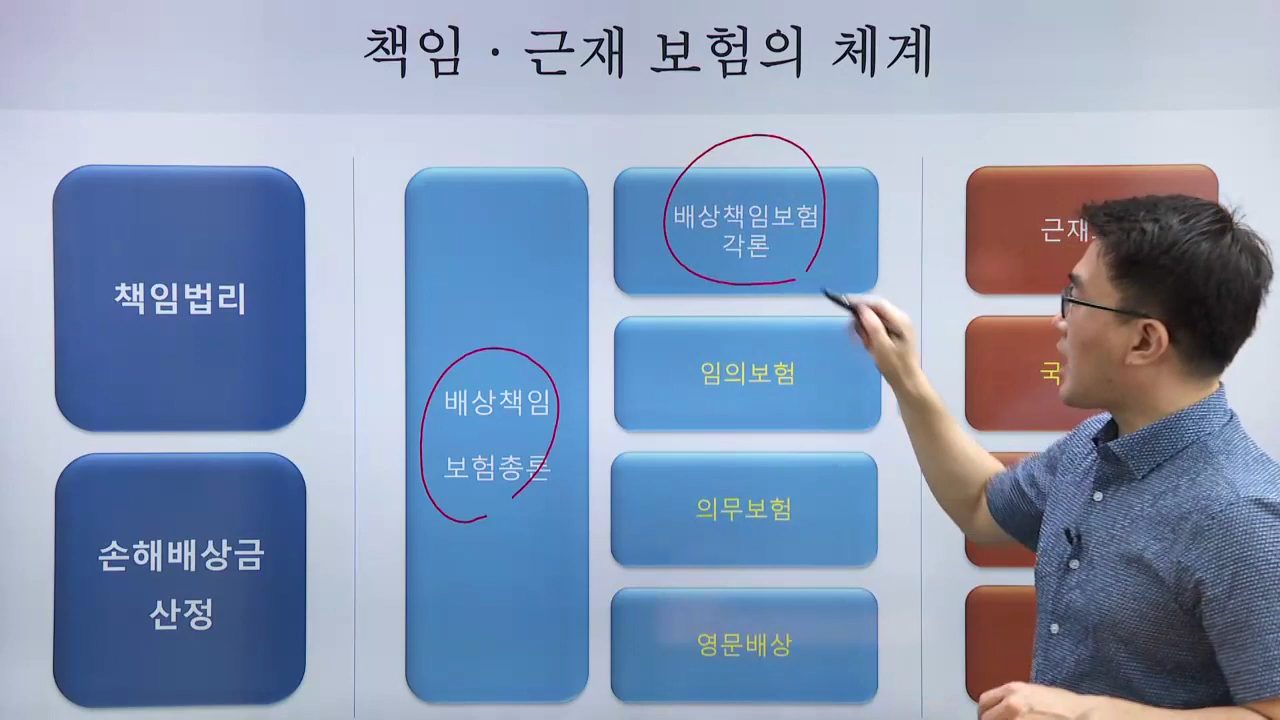 책임 · 근재 보험의 체계
책임법리
손해배상금
산정
배상책임
보험총론
배상책임보험
각론
임의보험
의무보험
영문배상
근재
국